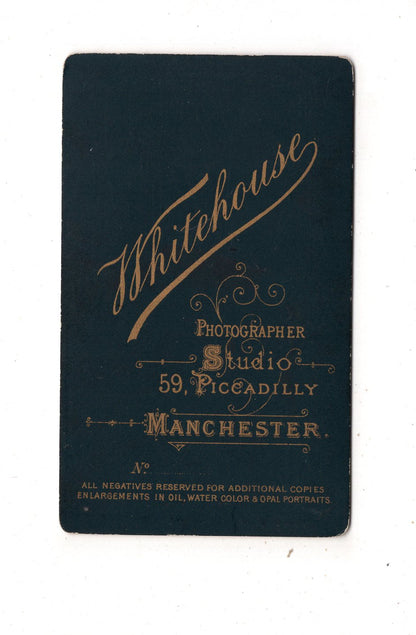 Whitehouse
PHOTOGRAPHER
Studio
59, PICCADILLY
MANCHESTER.
No.
ALL NEGATIVES RESERVED FOR ADDITIONAL COPIES
ENLARGEMENTS IN OIL, WATER COLOR & OPAL PORTRAITS.